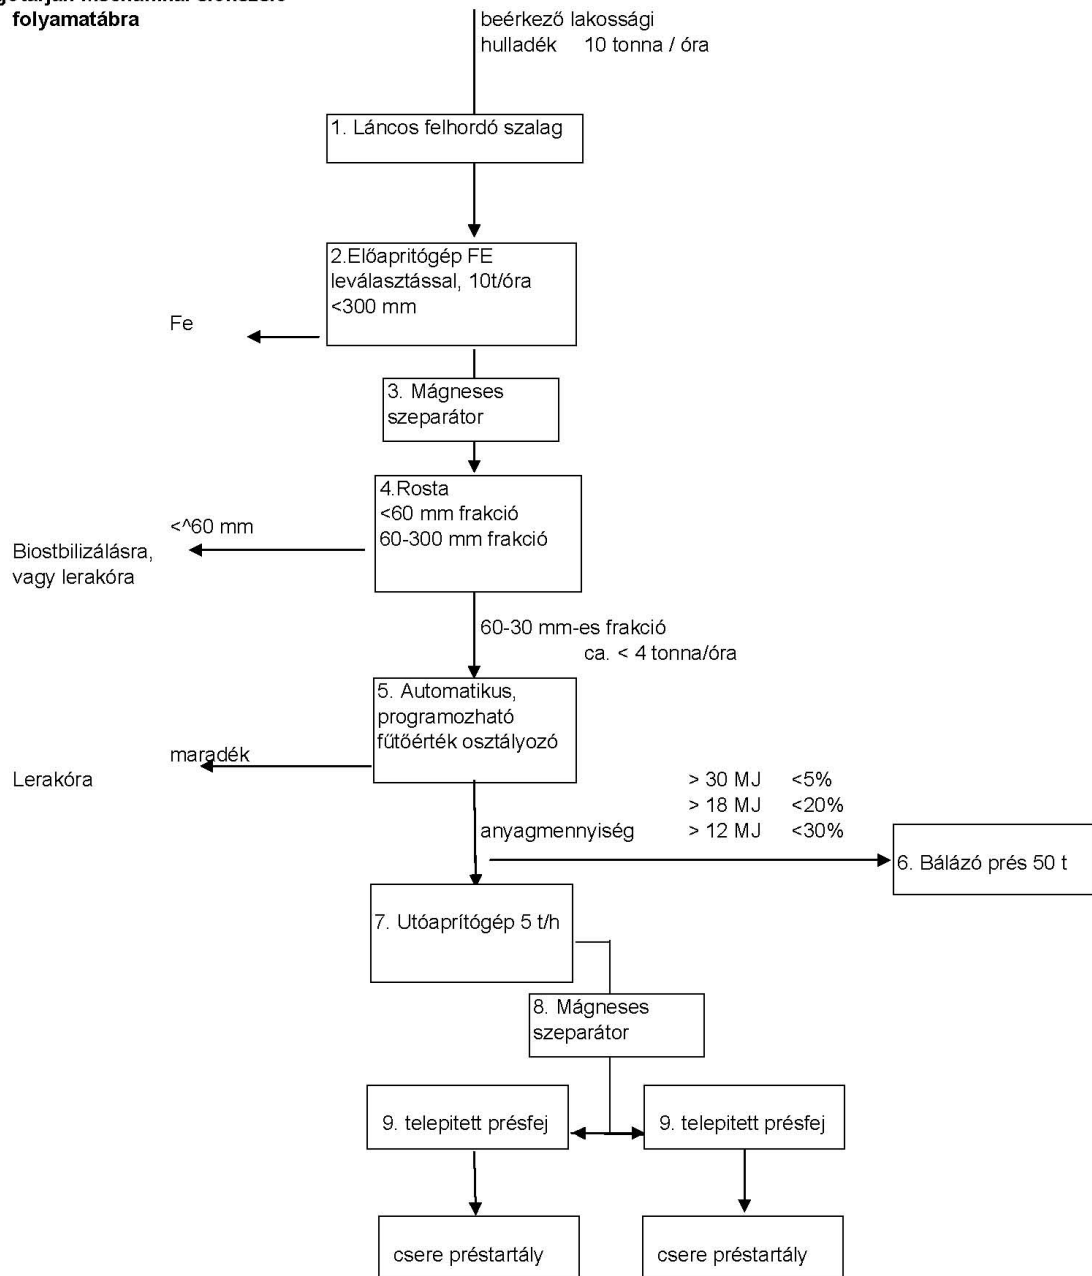 folyamatábra
beérkező lakossági
hulladék 10 tonna / óra
1. Láncos felhordó szalag
2.Előapritógép FE
leválasztással, 10t/óra
<300 mm
Fe
3. Mágneses
szeparátor
4.Rosta
<60 mm frakció
60-300 mm frakció
<^60 mm
Biostbilizálásra,
vagy lerakóra
60-30 mm-es frakció
ca. < 4 tonna/óra
5. Automatikus,
programozható
fűtőérték osztályozó
maradék
Lerakóra
> 30 MJ <5%
> 18 MJ <20%
anyagmennyiség > 12 MJ <30%
6. Bálázó prés 50 t
7. Utóaprítógép 5 t/h
8. Mágneses
szeparátor
9. telepitett présfej
9. telepitett présfej
csere préstartály
csere préstartály